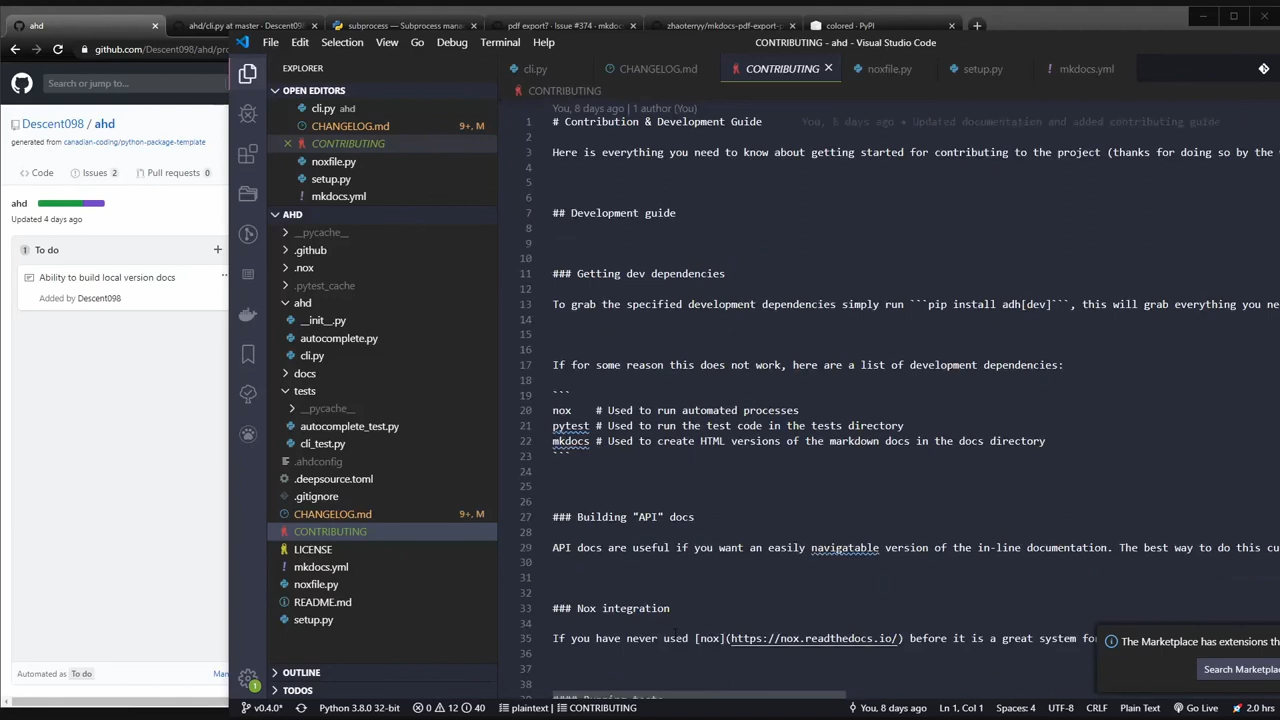 ahd
ahd/cli.py at master · Descent09
subprocess — Subprocess manag
pdf export? · Issue #374 · mkdoc
zhaoterryy/mkdocs-pdf-export-p
colored · PyPI
github.com/Descent098/ahd/pro
Search or jump to...
Descent098 / ahd
generated from canadian-coding/python-package-template
Code
Issues 2
Pull requests 0
ahd
Updated 4 days ago
1 To do
Ability to build local version docs
Added by Descent098
Automated as To do
Man
File Edit Selection View Go Debug Terminal Help
CONTRIBUTING - ahd - Visual Studio Code
EXPLORER
OPEN EDITORS
cli.py ahd
CHANGELOG.md 9+, M
CONTRIBUTING
noxfile.py
setup.py
mkdocs.yml
AHD
__pycache__
.github
.nox
.pytest_cache
ahd
__init__.py
autocomplete.py
cli.py
docs
tests
__pycache__
autocomplete_test.py
cli_test.py
.ahdconfig
.deepsource.toml
.gitignore
CHANGELOG.md 9+, M
CONTRIBUTING
LICENSE
mkdocs.yml
noxfile.py
README.md
setup.py
OUTLINE
TODOS
1
cli.py
CHANGELOG.md
CONTRIBUTING
noxfile.py
setup.py
mkdocs.yml
CONTRIBUTING
You, 8 days ago | 1 author (You)
1 # Contribution & Development Guide You, 8 days ago • Updated documentation and added contributing guide
2
3 Here is everything you need to know about getting started for contributing to the project (thanks for doing so by the
4
5
6
7 ## Development guide
8
9
10
11 ### Getting dev dependencies
12
13 To grab the specified development dependencies simply run ```pip install adh[dev]```, this will grab everything you ne
14
15
16
17 If for some reason this does not work, here are a list of development dependencies:
18
19 ```
20 nox # Used to run automated processes
21 pytest # Used to run the test code in the tests directory
22 mkdocs # Used to create HTML versions of the markdown docs in the docs directory
23 ```
24
25
26
27 ### Building "API" docs
28
29 API docs are useful if you want an easily navigatable version of the in-line documentation. The best way to do this cu
30
31
32
33 ### Nox integration
34
35 If you have never used [nox](https://nox.readthedocs.io/) before it is a great system for
36
37
38
The Marketplace has extensions th
Search Marketpla
v0.4.0*
Python 3.8.0 32-bit
0 12 40
plaintext
CONTRIBUTING
You, 8 days ago
Ln 1, Col 1
Spaces: 4
UTF-8
CRLF
Plain Text
Go Live
2.0 hrs